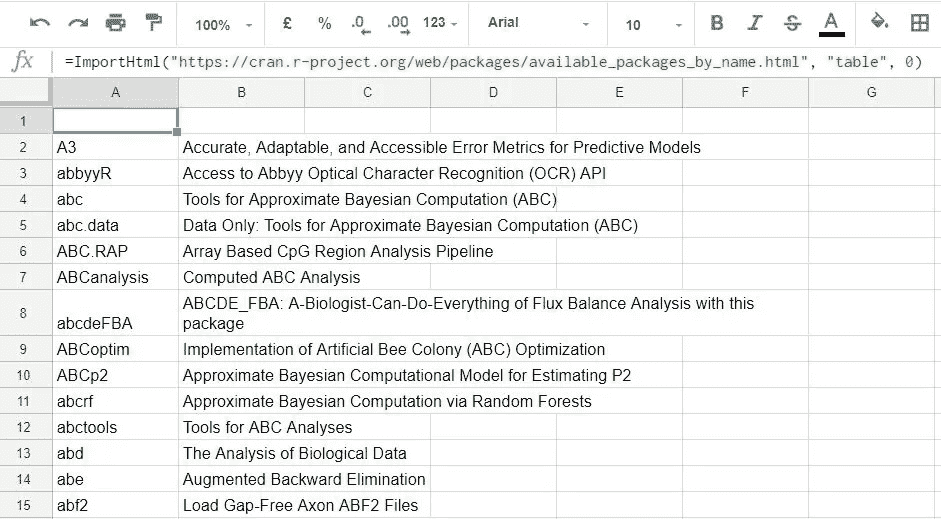 100% £ % .0 .00 123 Arial 10 B I S A
fx =ImportHtml("https://cran.r-project.org/web/packages/available_packages_by_name.html", "table", 0)
A B C D E F G
1
2 A3 Accurate, Adaptable, and Accessible Error Metrics for Predictive Models
3 abbyyR Access to Abbyy Optical Character Recognition (OCR) API
4 abc Tools for Approximate Bayesian Computation (ABC)
5 abc.data Data Only: Tools for Approximate Bayesian Computation (ABC)
6 ABC.RAP Array Based CpG Region Analysis Pipeline
7 ABCanalysis Computed ABC Analysis
8 abcdeFBA ABCDE_FBA: A-Biologist-Can-Do-Everything of Flux Balance Analysis with this
package
9 ABCoptim Implementation of Artificial Bee Colony (ABC) Optimization
10 ABCp2 Approximate Bayesian Computational Model for Estimating P2
11 abcrf Approximate Bayesian Computation via Random Forests
12 abctools Tools for ABC Analyses
13 abd The Analysis of Biological Data
14 abe Augmented Backward Elimination
15 abf2 Load Gap-Free Axon ABF2 Files